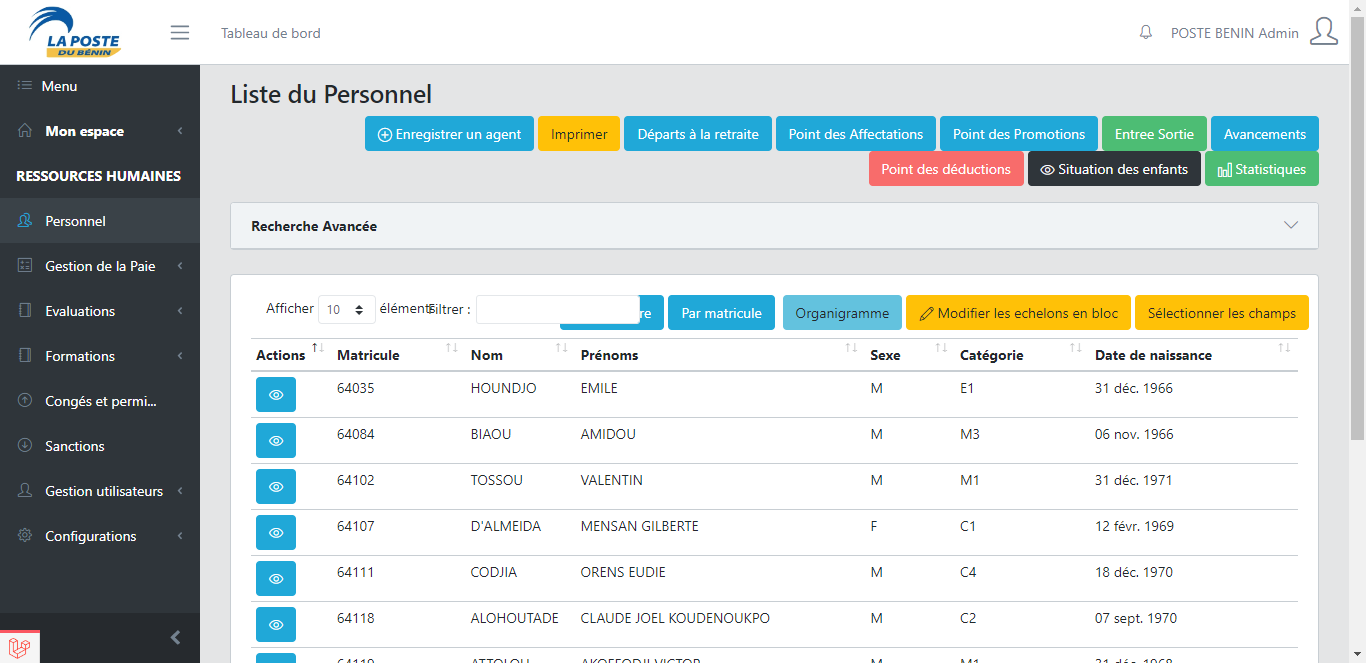 LA POSTE
DU BÉNIN
Tableau de bord
POSTE BENIN Admin
Menu
Mon espace
RESSOURCES HUMAINES
Personnel
Gestion de la Paie
Evaluations
Formations
Congés et permi...
Sanctions
Gestion utilisateurs
Configurations
Liste du Personnel
Enregistrer un agent Imprimer Départs à la retraite Point des Affectations Point des Promotions Entree Sortie Avancements
Point des déductions Situation des enfants Statistiques
Recherche Avancée
Afficher 10 éléments Filtrer : re Par matricule Organigramme Modifier les echelons en bloc Sélectionner les champs
Actions Matricule Nom Prénoms Sexe Catégorie Date de naissance
64035 HOUNDJO EMILE M E1 31 déc. 1966
64084 BIAOU AMIDOU M M3 06 nov. 1966
64102 TOSSOU VALENTIN M M1 31 déc. 1971
64107 D'ALMEIDA MENSAN GILBERTE F C1 12 févr. 1969
64111 CODJIA ORENS EUDIE M C4 18 déc. 1970
64118 ALOHOUTADE CLAUDE JOEL KOUDENOUKPO M C2 07 sept. 1970